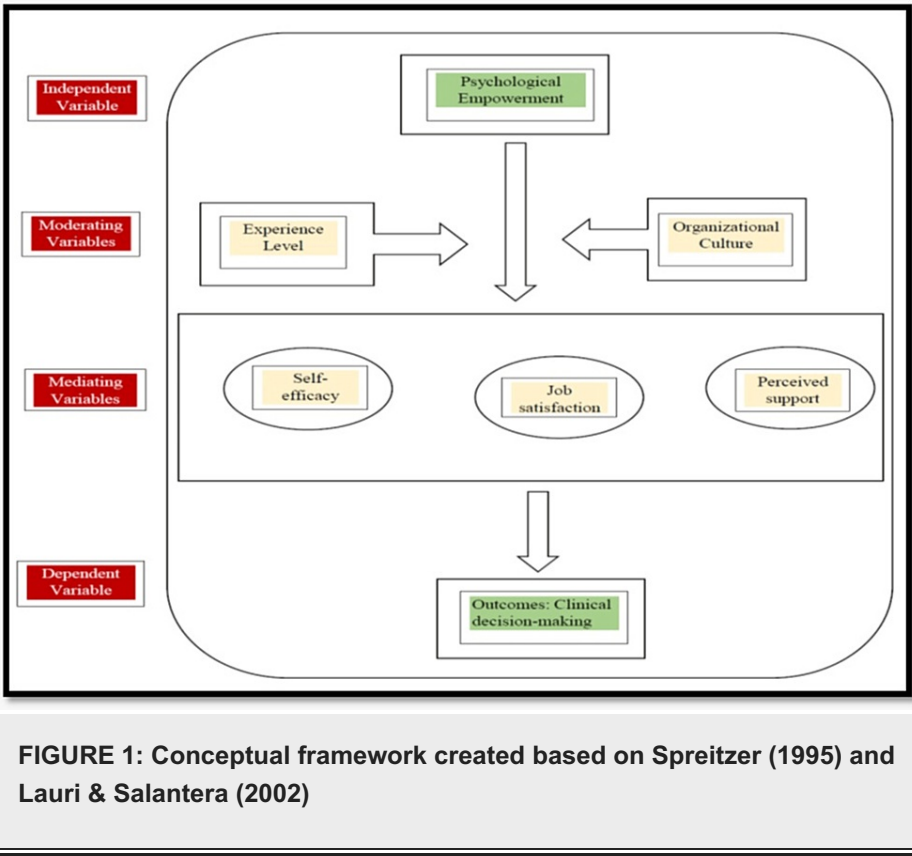 Independent
Variable
Psychological
Empowerment
Moderating
Variables
Experience
Level
Organizational
Culture
Mediating
Variables
Self-
efficacy
Job
satisfaction
Perceived
support
Dependent
Variable
Outcomes: Clinical
decision-making
FIGURE 1: Conceptual framework created based on Spreitzer (1995) and
Lauri & Salantera (2002)